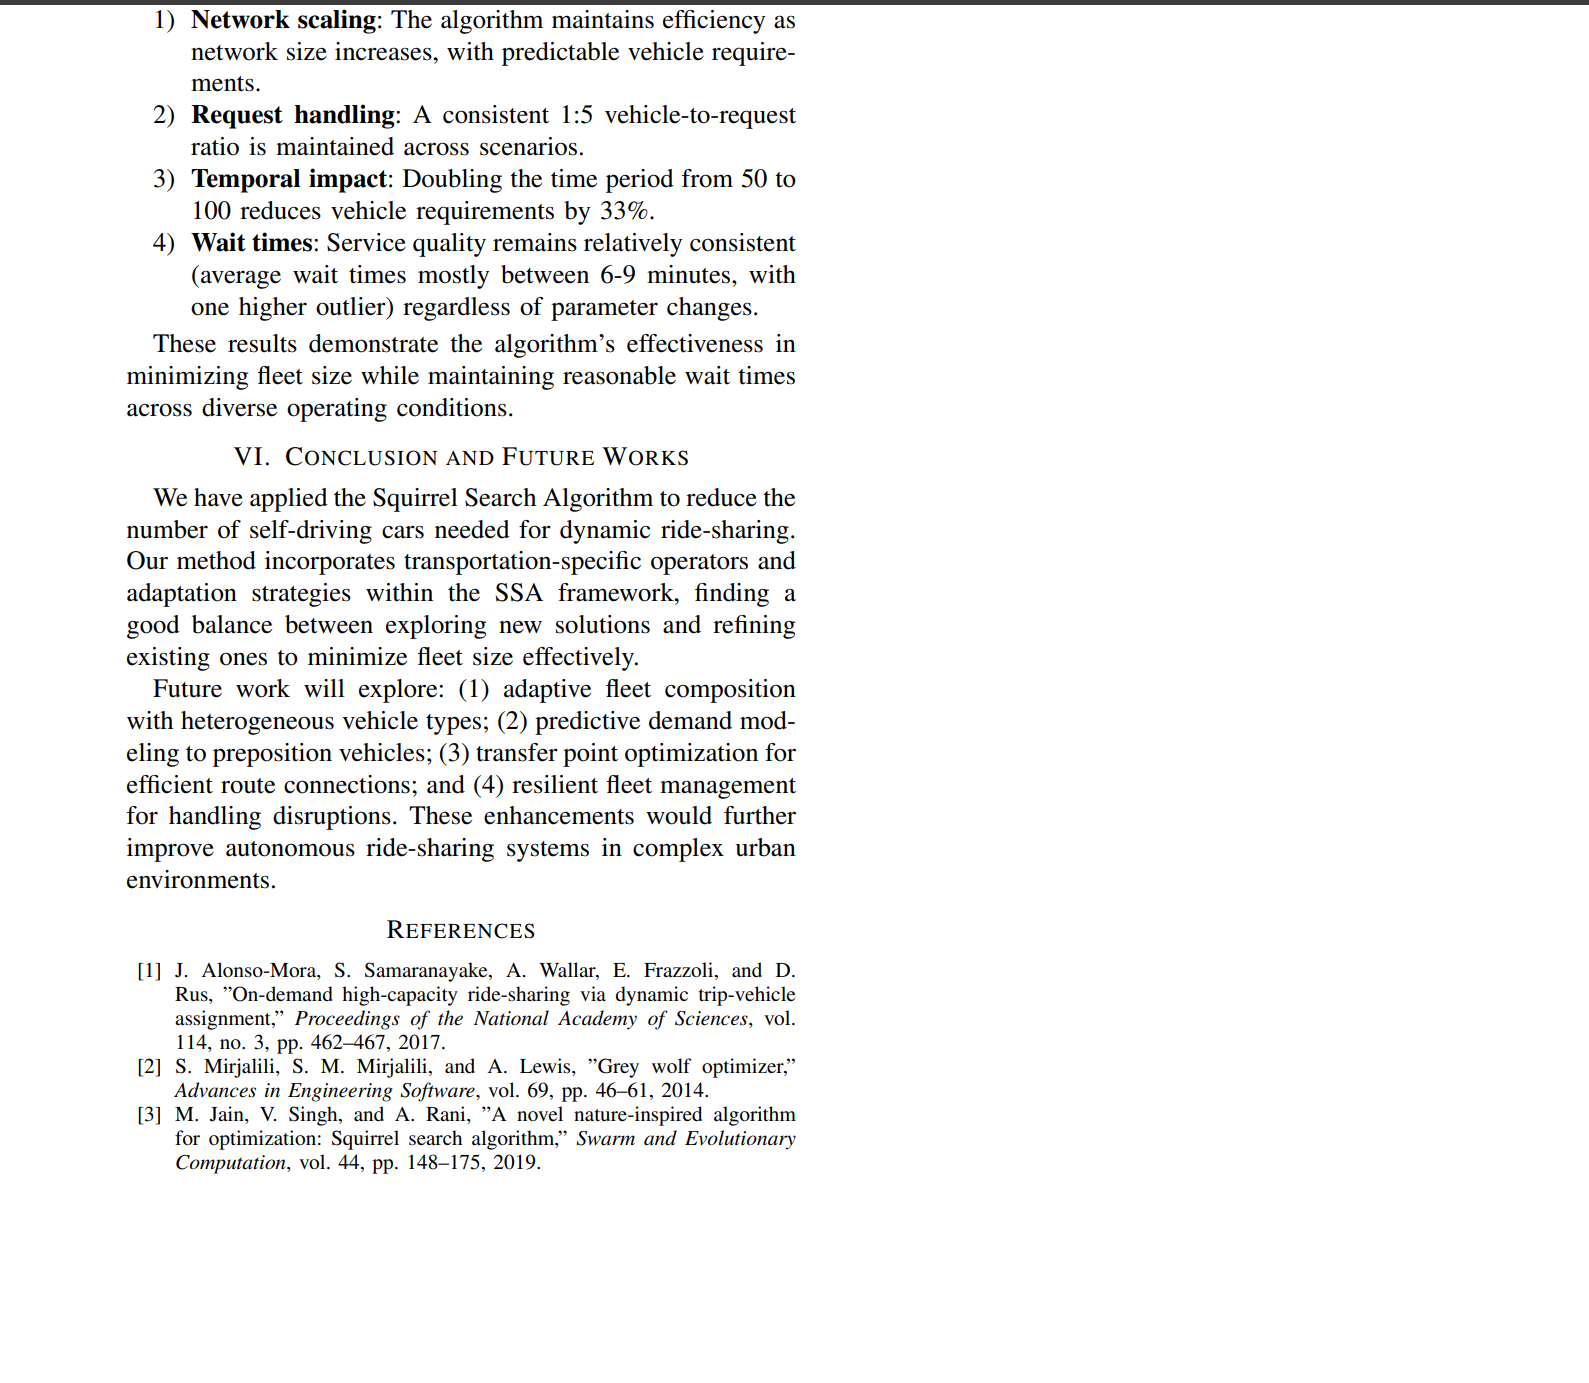 1) Network scaling: The algorithm maintains efficiency as
network size increases, with predictable vehicle require-
ments.
2) Request handling: A consistent 1:5 vehicle-to-request
ratio is maintained across scenarios.
3) Temporal impact: Doubling the time period from 50 to
100 reduces vehicle requirements by 33%.
4) Wait times: Service quality remains relatively consistent
(average wait times mostly between 6-9 minutes, with
one higher outlier) regardless of parameter changes.
These results demonstrate the algorithm’s effectiveness in
minimizing fleet size while maintaining reasonable wait times
across diverse operating conditions.
VI. CONCLUSION AND FUTURE WORKS
We have applied the Squirrel Search Algorithm to reduce the
number of self-driving cars needed for dynamic ride-sharing.
Our method incorporates transportation-specific operators and
adaptation strategies within the SSA framework, finding a
good balance between exploring new solutions and refining
existing ones to minimize fleet size effectively.
Future work will explore: (1) adaptive fleet composition
with heterogeneous vehicle types; (2) predictive demand mod-
eling to preposition vehicles; (3) transfer point optimization for
efficient route connections; and (4) resilient fleet management
for handling disruptions. These enhancements would further
improve autonomous ride-sharing systems in complex urban
environments.
REFERENCES
[1] J. Alonso-Mora, S. Samaranayake, A. Wallar, E. Frazzoli, and D.
Rus, ”On-demand high-capacity ride-sharing via dynamic trip-vehicle
assignment,” Proceedings of the National Academy of Sciences, vol.
114, no. 3, pp. 462–467, 2017.
[2] S. Mirjalili, S. M. Mirjalili, and A. Lewis, ”Grey wolf optimizer,”
Advances in Engineering Software, vol. 69, pp. 46–61, 2014.
[3] M. Jain, V. Singh, and A. Rani, ”A novel nature-inspired algorithm
for optimization: Squirrel search algorithm,” Swarm and Evolutionary
Computation, vol. 44, pp. 148–175, 2019.